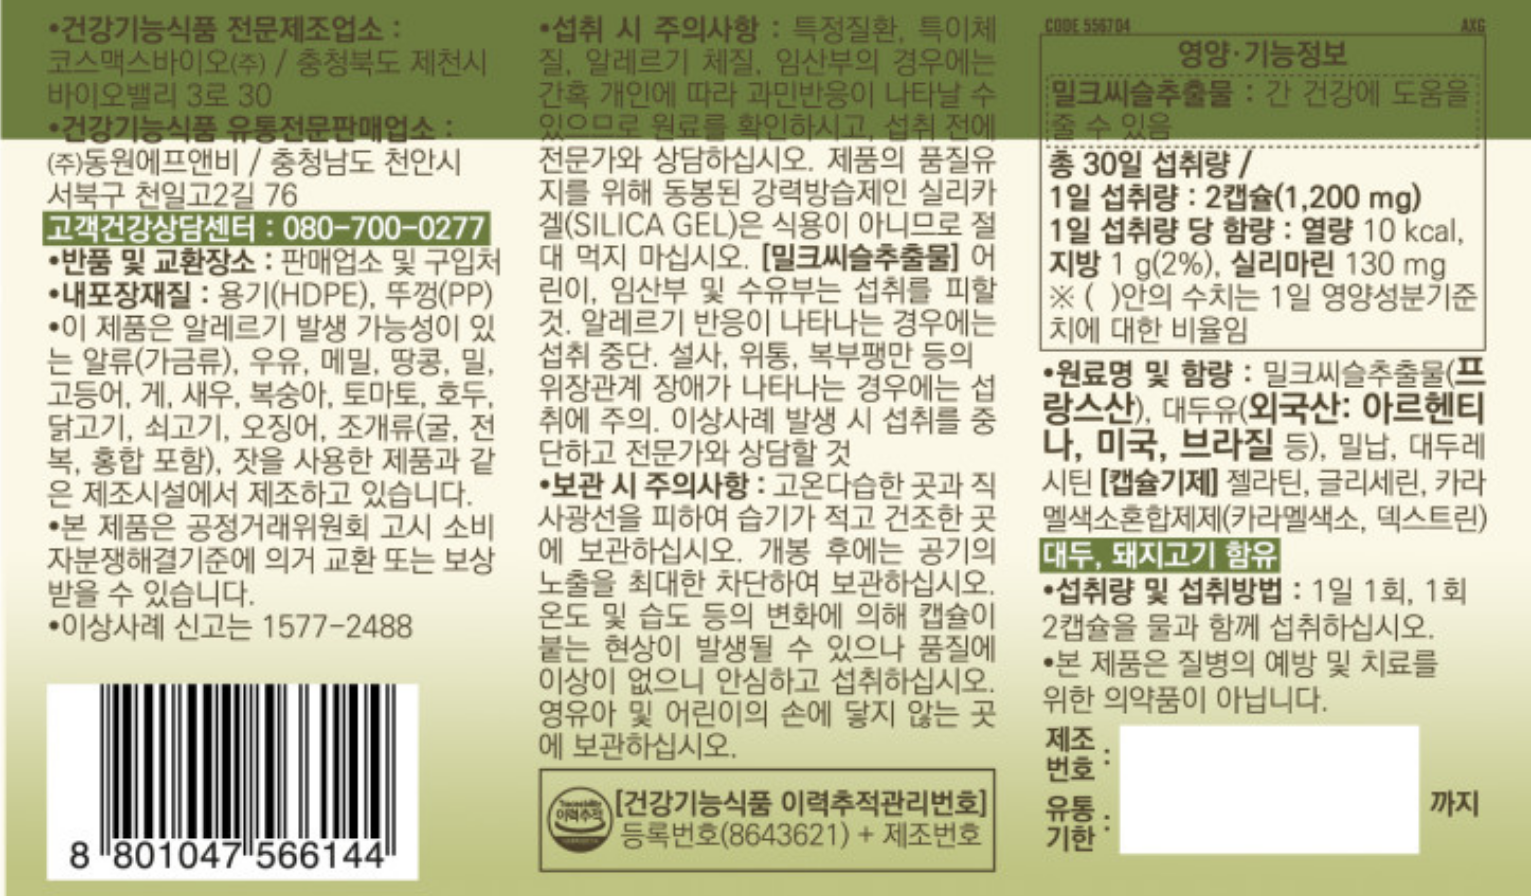 •건강기능식품 전문제조업소 :
코스맥스바이오(주) / 충청북도 제천시
바이오밸리 3로 30
•건강기능식품 유통전문판매업소 :
(주)동원에프앤비 / 충청남도 천안시
서북구 천일고2길 76
고객건강상담센터 : 080-700-0277
•반품 및 교환장소 : 판매업소 및 구입처
•내포장재질 : 용기(HDPE), 뚜껑(PP)
•이 제품은 알레르기 발생 가능성이 있
는 알류(가금류), 우유, 메밀, 땅콩, 밀,
고등어, 게, 새우, 복숭아, 토마토, 호두,
닭고기, 쇠고기, 오징어, 조개류(굴, 전
복, 홍합 포함), 잣을 사용한 제품과 같
은 제조시설에서 제조하고 있습니다.
•본 제품은 공정거래위원회 고시 소비
자분쟁해결기준에 의거 교환 또는 보상
받을 수 있습니다.
•이상사례 신고는 1577-2488
8 801047 566144
•섭취 시 주의사항 : 특정질환, 특이체
질, 알레르기 체질, 임산부의 경우에는
간혹 개인에 따라 과민반응이 나타날 수
있으므로 원료를 확인하시고, 섭취 전에
전문가와 상담하십시오. 제품의 품질유
지를 위해 동봉된 강력방습제인 실리카
겔(SILICA GEL)은 식용이 아니므로 절
대 먹지 마십시오. [밀크씨슬추출물] 어
린이, 임산부 및 수유부는 섭취를 피할
것. 알레르기 반응이 나타나는 경우에는
섭취 중단. 설사, 위통, 복부팽만 등의
위장관계 장애가 나타나는 경우에는 섭
취에 주의. 이상사례 발생 시 섭취를 중
단하고 전문가와 상담할 것
•보관 시 주의사항 : 고온다습한 곳과 직
사광선을 피하여 습기가 적고 건조한 곳
에 보관하십시오. 개봉 후에는 공기의
노출을 최대한 차단하여 보관하십시오.
온도 및 습도 등의 변화에 의해 캡슐이
붙는 현상이 발생될 수 있으나 품질에
이상이 없으니 안심하고 섭취하십시오.
영유아 및 어린이의 손에 닿지 않는 곳
에 보관하십시오.
Traceability
이력추적
[건강기능식품 이력추적관리번호]
등록번호(8643621) + 제조번호
CODE 556704 AXG
영양·기능정보
밀크씨슬추출물 : 간 건강에 도움을
줄 수 있음
총 30일 섭취량 /
1일 섭취량 : 2캡슐(1,200 mg)
1일 섭취량 당 함량 : 열량 10 kcal,
지방 1 g(2%), 실리마린 130 mg
※ ( )안의 수치는 1일 영양성분기준
치에 대한 비율임
•원료명 및 함량 : 밀크씨슬추출물(프
랑스산), 대두유(외국산: 아르헨티
나, 미국, 브라질 등), 밀납, 대두레
시틴 [캡슐기제] 젤라틴, 글리세린, 카라
멜색소혼합제제(카라멜색소, 덱스트린)
대두, 돼지고기 함유
•섭취량 및 섭취방법 : 1일 1회, 1회
2캡슐을 물과 함께 섭취하십시오.
•본 제품은 질병의 예방 및 치료를
위한 의약품이 아닙니다.
제조
번호 :
유통
기한 :
까지